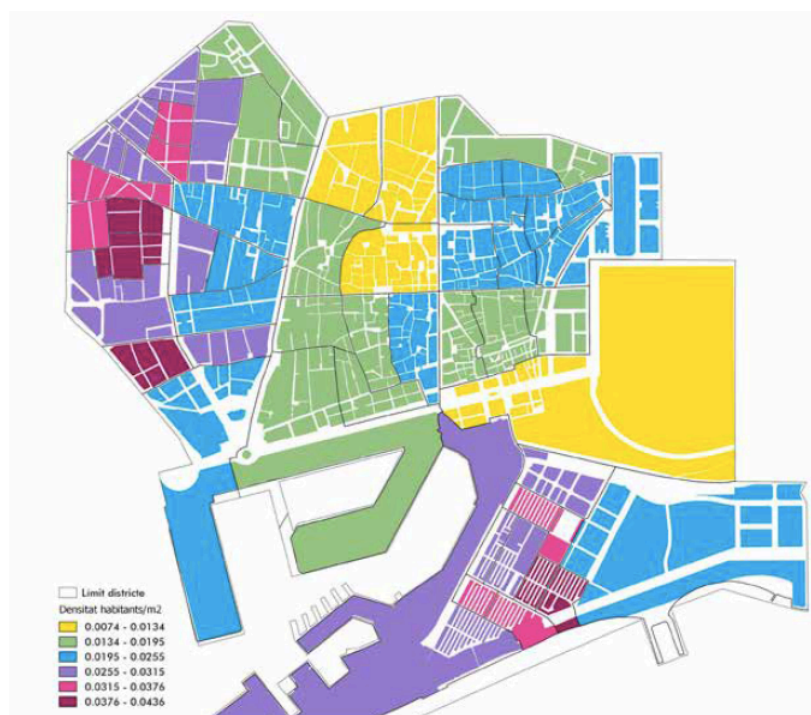 Limit districte
Densitat habitants/m2
0.0074 - 0.0134
0.0134 - 0.0195
0.0195 - 0.0255
0.0255 - 0.0315
0.0315 - 0.0376
0.0376 - 0.0436